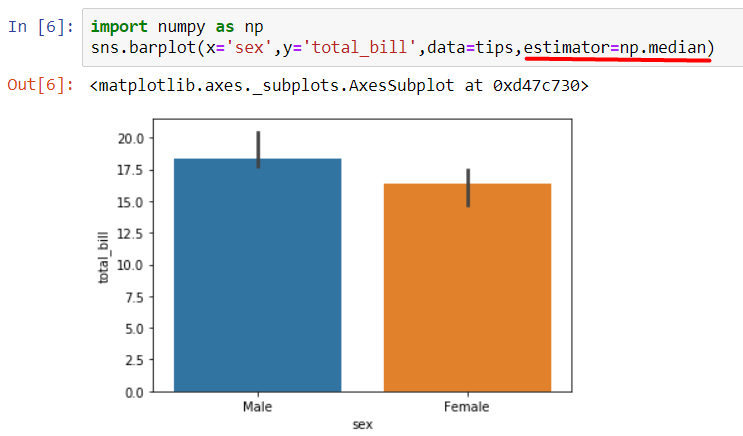 In [6]: import numpy as np
sns.barplot(x='sex',y='total_bill',data=tips,estimator=np.median)
Out[6]: <matplotlib.axes._subplots.AxesSubplot at 0xd47c730>
20.0
17.5
15.0
12.5
10.0
7.5
5.0
2.5
0.0
total_bill
Male Female
sex